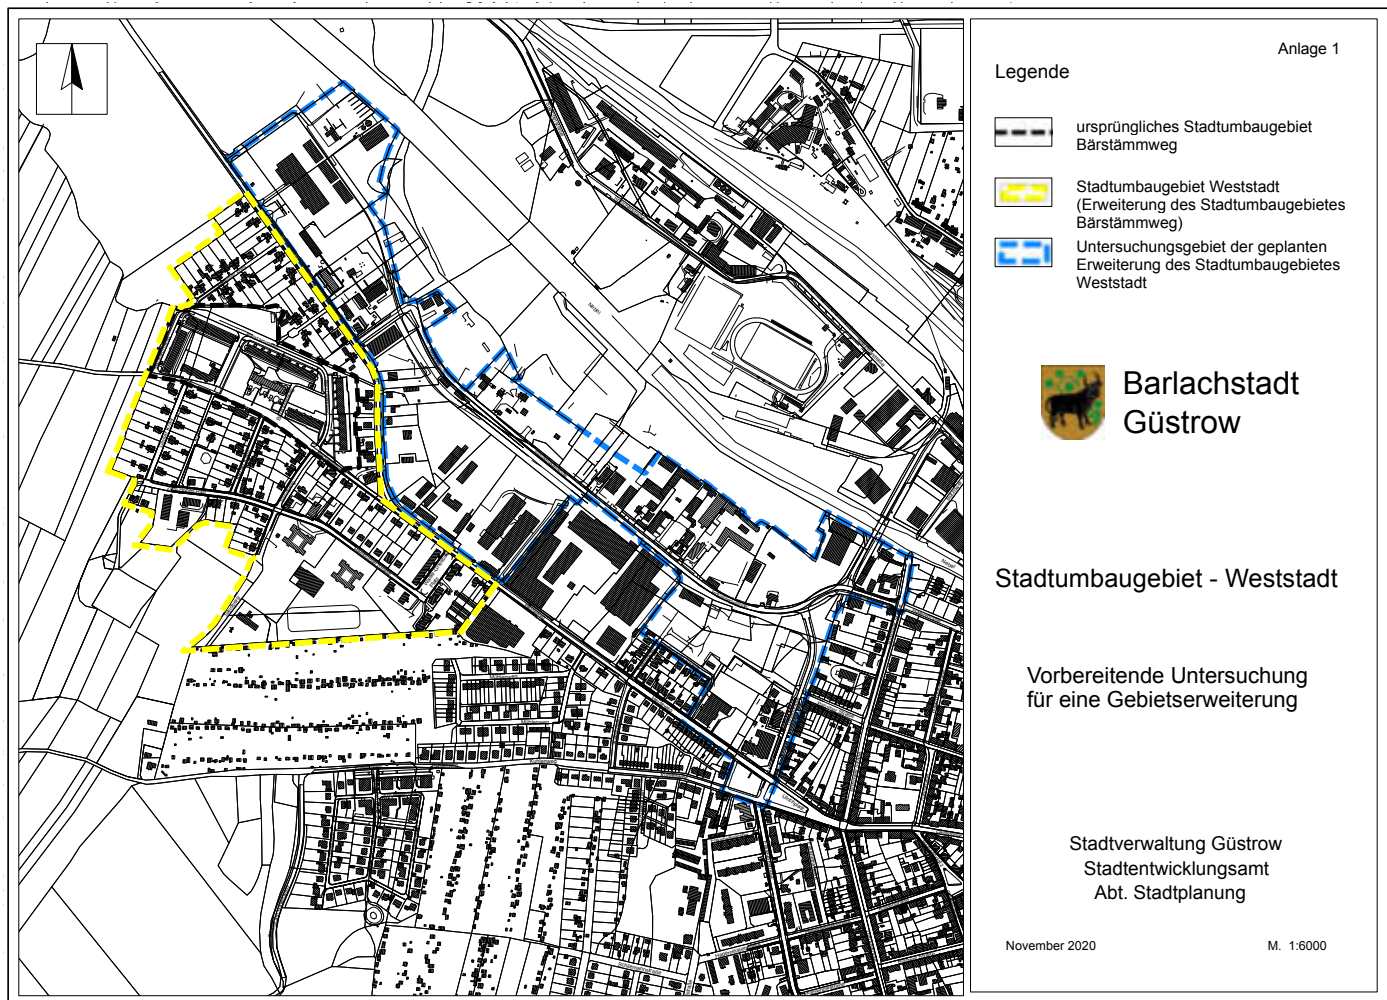 Anlage 1
Legende
ursprüngliches Stadtumbaugebiet
Bärstämmweg
Stadtumbaugebiet Weststadt
(Erweiterung des Stadtumbaugebietes
Bärstämmweg)
Untersuchungsgebiet der geplanten
Erweiterung des Stadtumbaugebietes
Weststadt
Barlachstadt
Güstrow
Stadtumbaugebiet - Weststadt
Vorbereitende Untersuchung
für eine Gebietserweiterung
Stadtverwaltung Güstrow
Stadtentwicklungsamt
Abt. Stadtplanung
November 2020
M. 1:6000